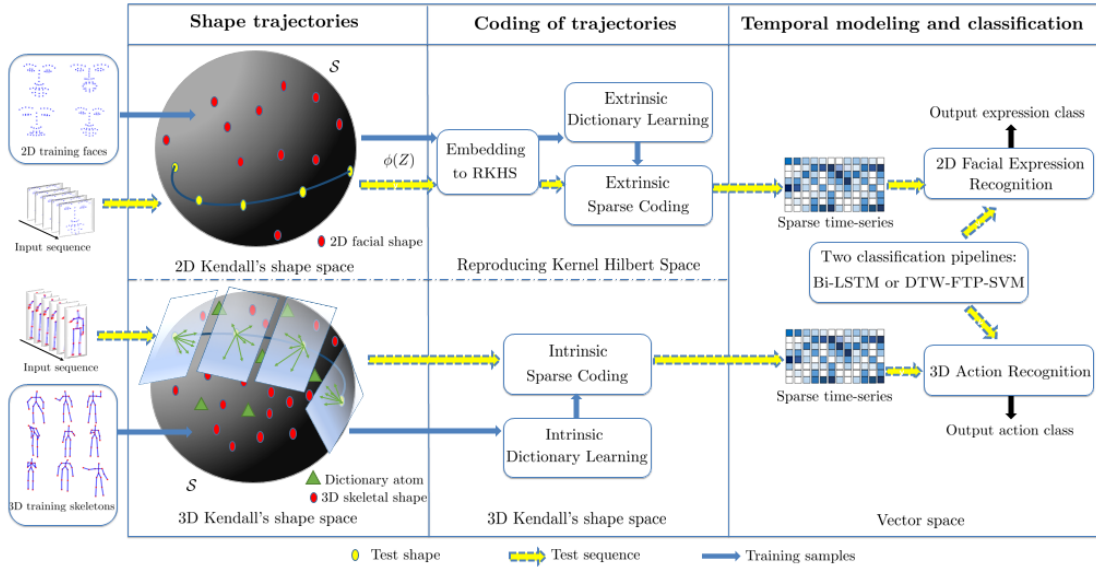 Shape trajectories
Coding of trajectories
Temporal modeling and classification
2D training faces
Input sequence
S
2D facial shape
2D Kendall's shape space
ϕ(Z)
Embedding
to RKHS
Extrinsic
Dictionary Learning
Extrinsic
Sparse Coding
Reproducing Kernel Hilbert Space
Output expression class
2D Facial Expression
Recognition
Sparse time-series
Two classification pipelines:
Bi-LSTM or DTW-FTP-SVM
Input sequence
3D training skeletons
S
Dictionary atom
3D skeletal shape
3D Kendall's shape space
Intrinsic
Sparse Coding
Intrinsic
Dictionary Learning
3D Kendall's shape space
Sparse time-series
3D Action Recognition
Output action class
Vector space
Test shape
Test sequence
Training samples